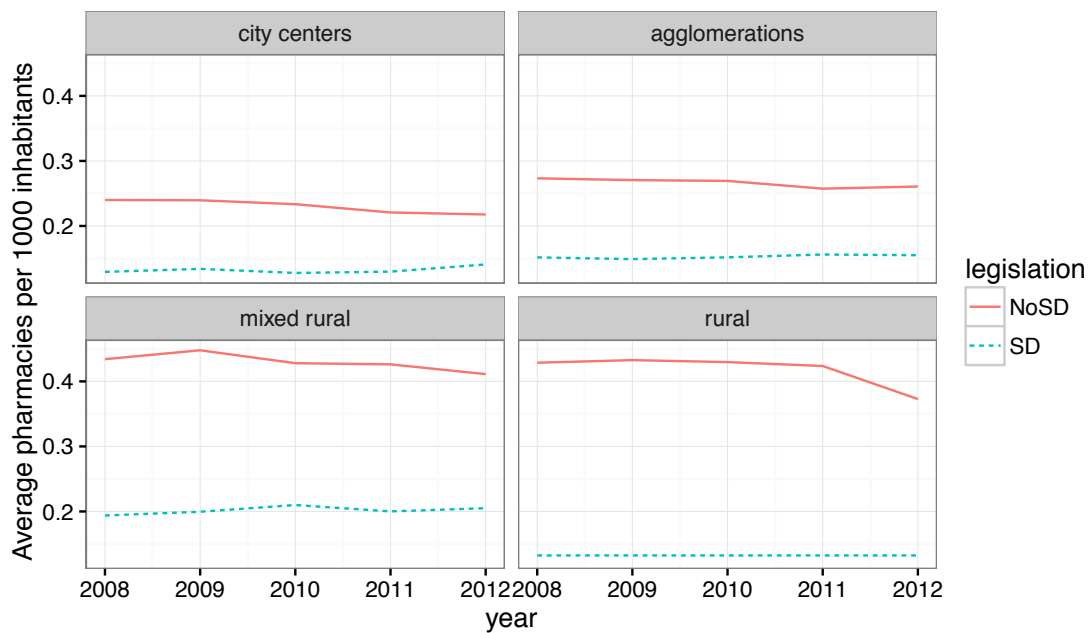 city centers
agglomerations
Average pharmacies per 1000 inhabitants
0.4
0.3
0.2
mixed rural
rural
0.4
0.3
0.2
2008
2009
2010
2011
2012
2008
2009
2010
2011
2012
year
legislation
NoSD
SD